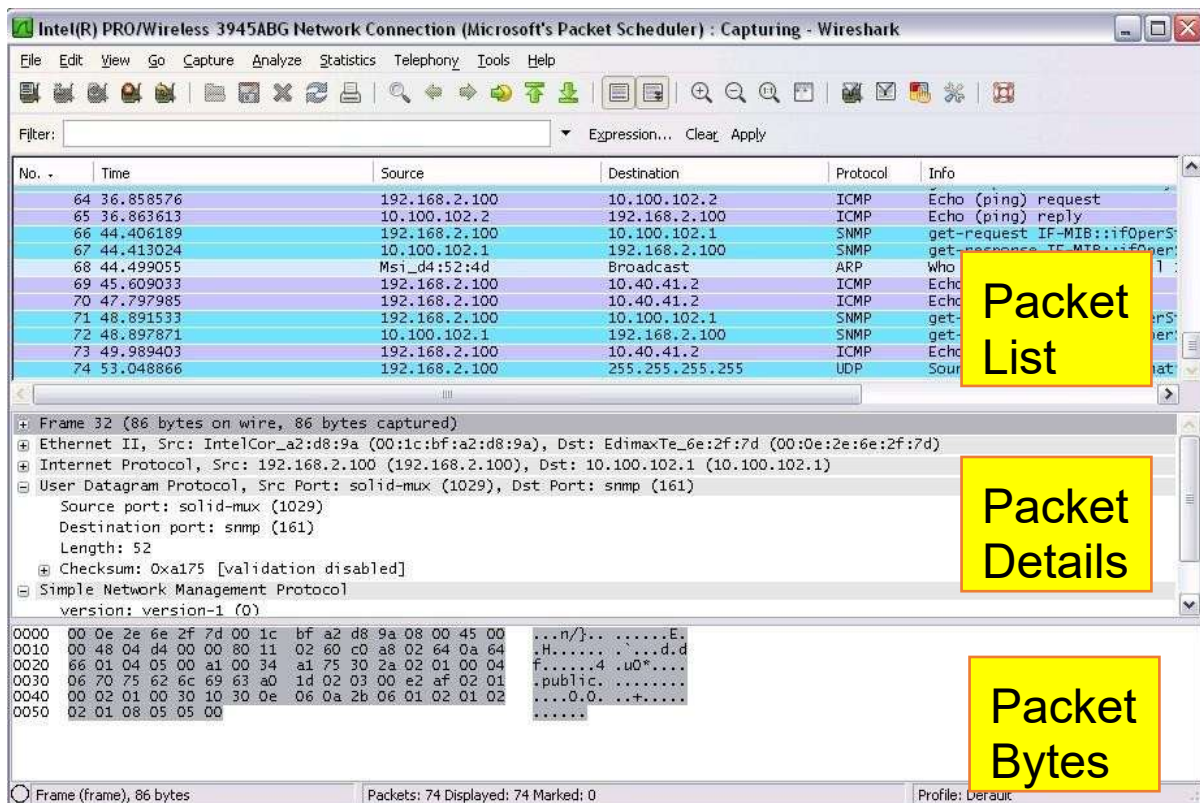 Intel(R) PRO/Wireless 3945ABG Network Connection (Microsoft's Packet Scheduler) : Capturing - Wireshark
File Edit View Go Capture Analyze Statistics Telephony Tools Help
Filter: Expression... Clear Apply
No. - Time Source Destination Protocol Info
64 36.858576 192.168.2.100 10.100.102.2 ICMP Echo (ping) request
65 36.863613 10.100.102.2 192.168.2.100 ICMP Echo (ping) reply
66 44.406189 192.168.2.100 10.100.102.1 SNMP get-request IF-MIB::ifOperS
67 44.413024 10.100.102.1 192.168.2.100 SNMP get-response IF-MIB::ifOper
68 44.499055 Msi_d4:52:4d Broadcast ARP Who
69 45.609033 192.168.2.100 10.40.41.2 ICMP Echo
70 47.797985 192.168.2.100 10.40.41.2 ICMP Echo
71 48.891533 192.168.2.100 10.100.102.1 SNMP get-
72 48.897871 10.100.102.1 192.168.2.100 SNMP get-
73 49.989403 192.168.2.100 10.40.41.2 ICMP Echo
74 53.048866 192.168.2.100 255.255.255.255 UDP Sour
Packet
List
Frame 32 (86 bytes on wire, 86 bytes captured)
Ethernet II, Src: IntelCor_a2:d8:9a (00:1c:bf:a2:d8:9a), Dst: EdimaxTe_6e:2f:7d (00:0e:2e:6e:2f:7d)
Internet Protocol, Src: 192.168.2.100 (192.168.2.100), Dst: 10.100.102.1 (10.100.102.1)
User Datagram Protocol, Src Port: solid-mux (1029), Dst Port: snmp (161)
Source port: solid-mux (1029)
Destination port: snmp (161)
Length: 52
Checksum: 0xa175 [validation disabled]
Simple Network Management Protocol
version: version-1 (0)
Packet
Details
0000 00 0e 2e 6e 2f 7d 00 1c bf a2 d8 9a 08 00 45 00 ...n/}.. ......E.
0010 00 48 04 d4 00 00 80 11 02 60 c0 a8 02 64 0a 64 .H...... .`...d.d
0020 66 01 04 05 00 a1 00 34 a1 75 30 2a 02 01 00 04 f......4 .u0*....
0030 06 70 75 62 6c 69 63 a0 1d 02 03 00 e2 af 02 01 .public. ........
0040 00 02 01 00 30 10 30 0e 06 0a 2b 06 01 02 01 02 ....0.0. ..+.....
0050 02 01 08 05 05 00 ......
Packet
Bytes
Frame (frame), 86 bytes Packets: 74 Displayed: 74 Marked: 0 Profile: Default